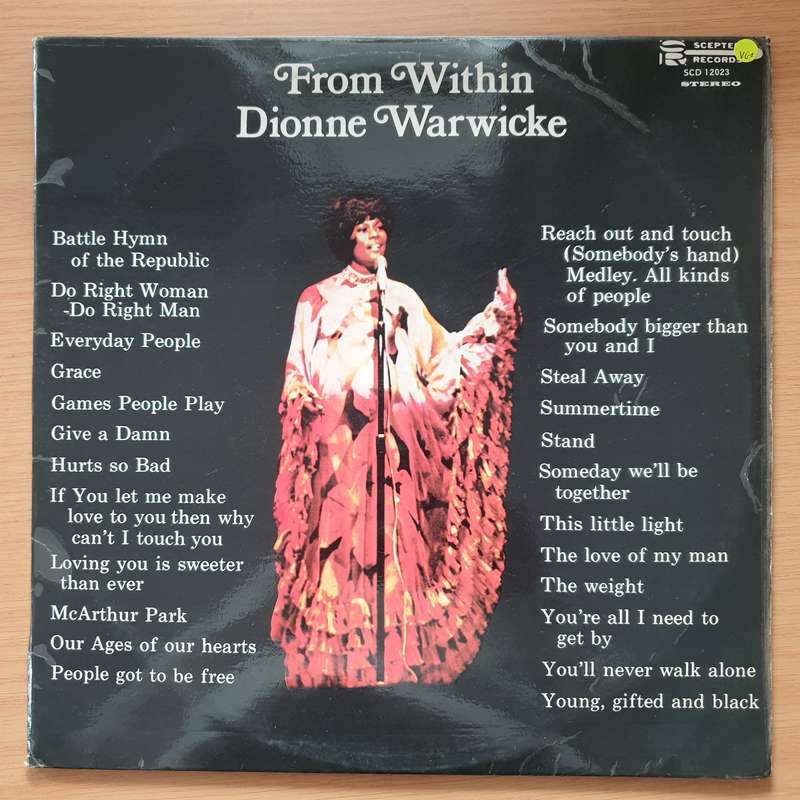 From Within
Dionne Warwicke
SCEPTE
RECORDS
SCD 12023
STEREO
VG+
Battle Hymn
of the Republic
Do Right Woman
-Do Right Man
Everyday People
Grace
Games People Play
Give a Damn
Hurts so Bad
If You let me make
love to you then why
can't I touch you
Loving you is sweeter
than ever
McArthur Park
Our Ages of our hearts
People got to be free
Reach out and touch
(Somebody's hand)
Medley. All kinds
of people
Somebody bigger than
you and I
Steal Away
Summertime
Stand
Someday we'll be
together
This little light
The love of my man
The weight
You're all I need to
get by
You'll never walk alone
Young, gifted and black